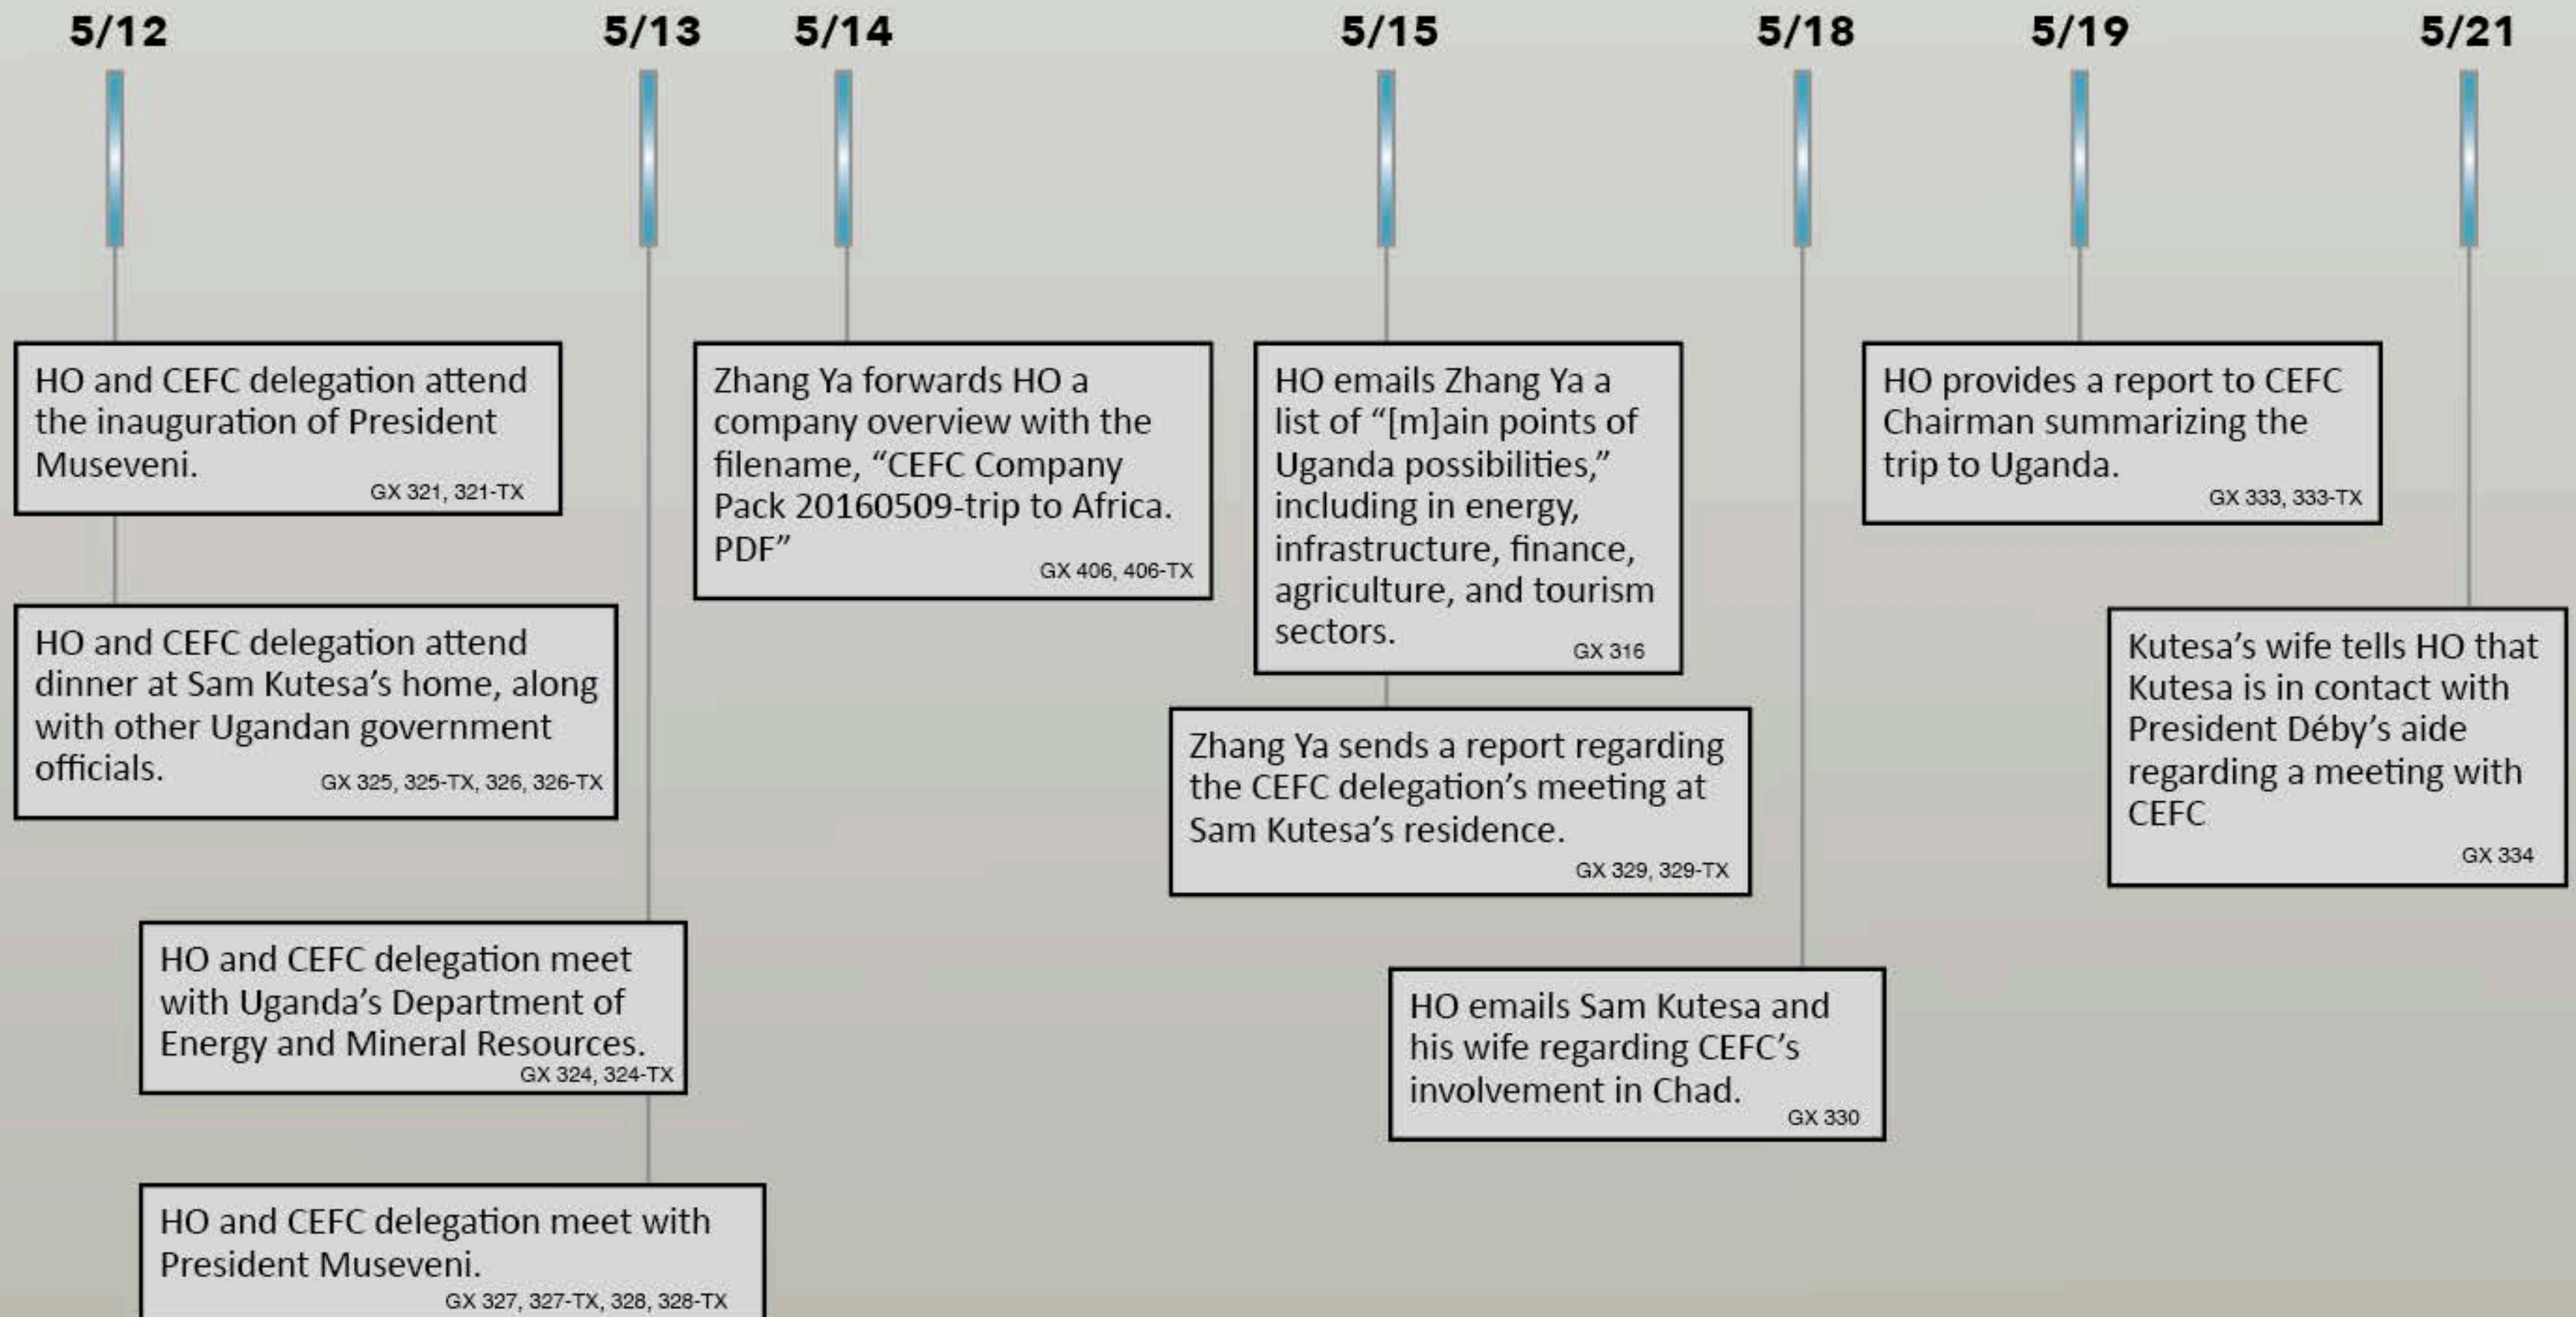 5/12
5/13
5/14
5/15
5/18
5/19
5/21
HO and CEFC delegation attend
the inauguration of President
Museveni.
GX 321, 321-TX
HO and CEFC delegation attend
dinner at Sam Kutesa’s home, along
with other Ugandan government
officials.
GX 325, 325-TX, 326, 326-TX
HO and CEFC delegation meet
with Uganda’s Department of
Energy and Mineral Resources.
GX 324, 324-TX
HO and CEFC delegation meet with
President Museveni.
GX 327, 327-TX, 328, 328-TX
Zhang Ya forwards HO a
company overview with the
filename, “CEFC Company
Pack 20160509-trip to Africa.
PDF”
GX 406, 406-TX
HO emails Zhang Ya a
list of “[m]ain points of
Uganda possibilities,”
including in energy,
infrastructure, finance,
agriculture, and tourism
sectors.
GX 316
Zhang Ya sends a report regarding
the CEFC delegation’s meeting at
Sam Kutesa’s residence.
GX 329, 329-TX
HO emails Sam Kutesa and
his wife regarding CEFC’s
involvement in Chad.
GX 330
HO provides a report to CEFC
Chairman summarizing the
trip to Uganda.
GX 333, 333-TX
Kutesa’s wife tells HO that
Kutesa is in contact with
President Déby’s aide
regarding a meeting with
CEFC
GX 334